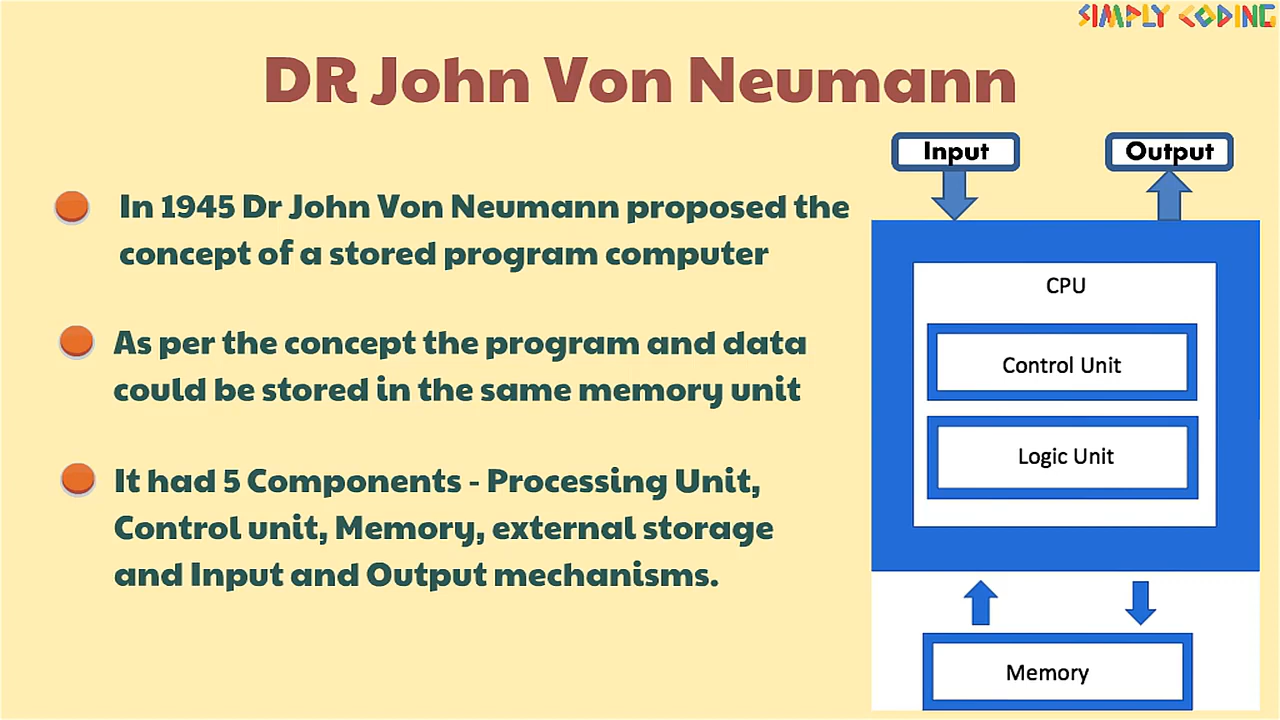 SIMPLY CODING
DR John Von Neumann
In 1945 Dr John Von Neumann proposed the
concept of a stored program computer
As per the concept the program and data
could be stored in the same memory unit
It had 5 Components - Processing Unit,
Control unit, Memory, external storage
and Input and Output mechanisms.
Input
Output
CPU
Control Unit
Logic Unit
Memory